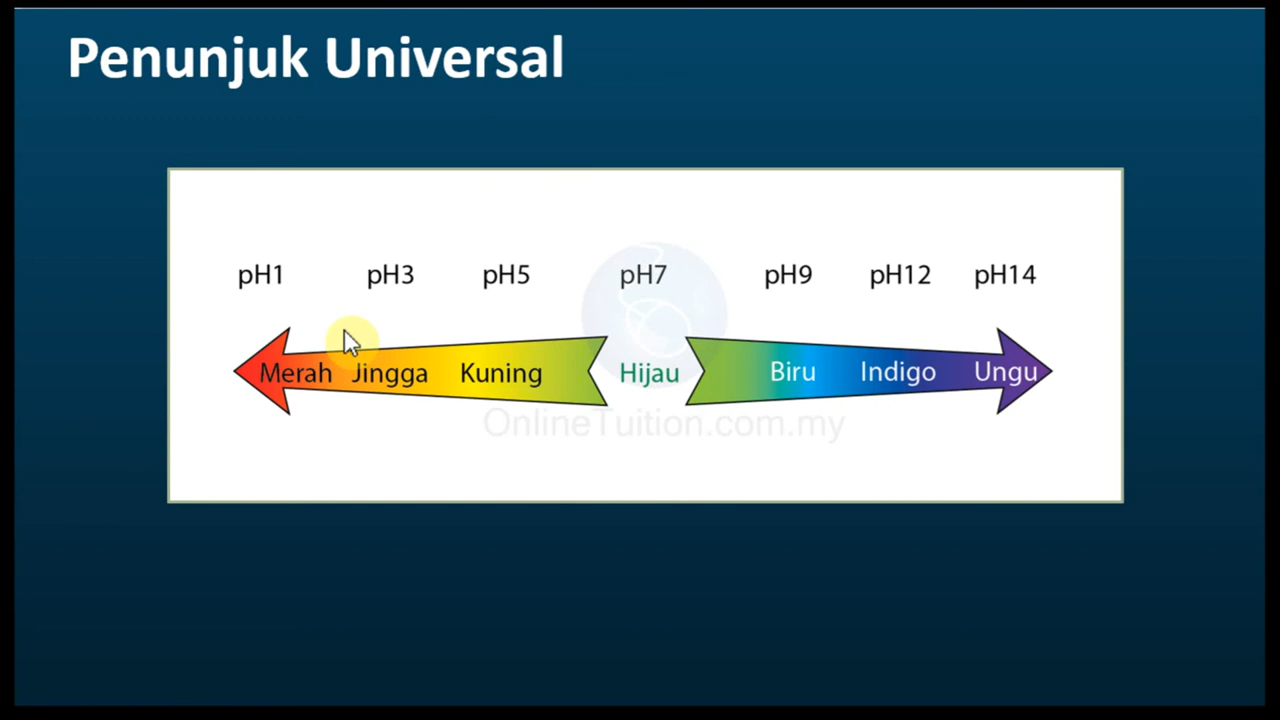 Penunjuk Universal
pH1 pH3 pH5 pH7 pH9 pH12 pH14
Merah Jingga Kuning Hijau Biru Indigo Ungu
OnlineTuition.com.my